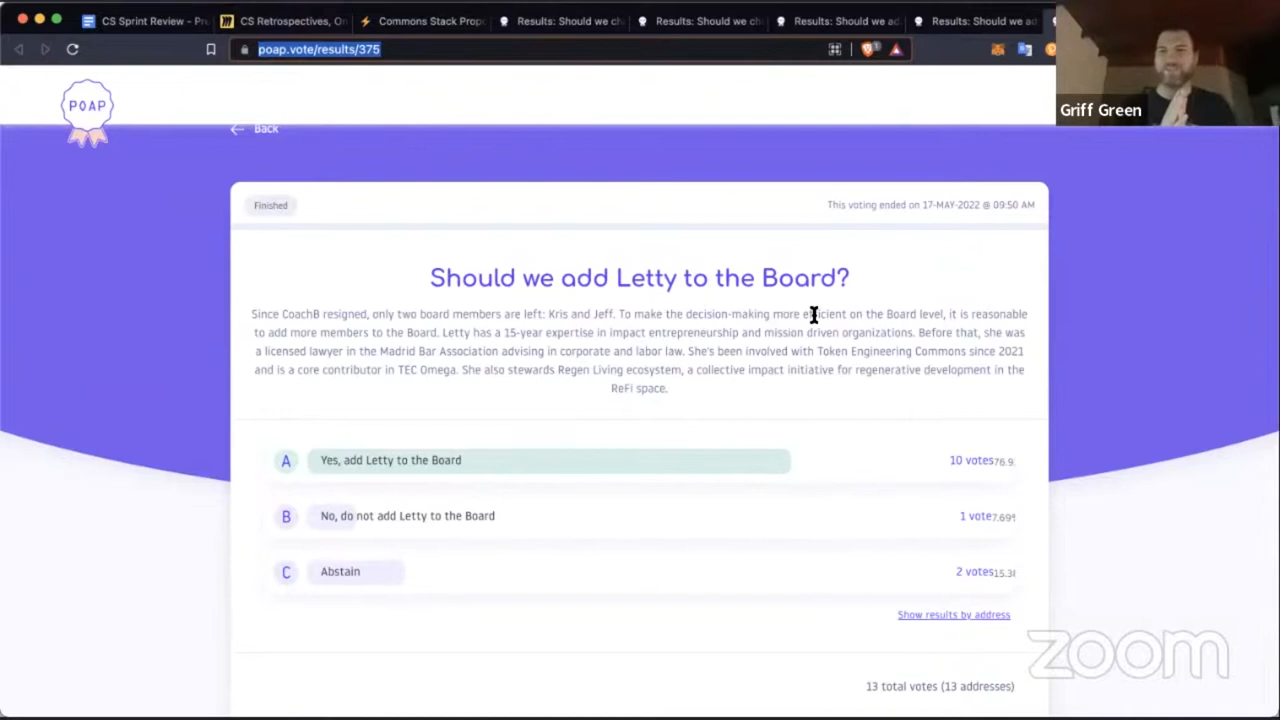 CS Sprint Review - Pr
CS Retrospectives, On
Commons Stack Prop
Results: Should we ch
Results: Should we ch
Results: Should we ad
Results: Should we ad
poap.vote/results/375
Griff Green
POAP
Back
Finished
This voting ended on 17-MAY-2022 @ 09:50 AM
Should we add Letty to the Board?
Since CoachB resigned, only two board members are left: Kris and Jeff. To make the decision-making more efficient on the Board level, it is reasonable
to add more members to the Board. Letty has a 15-year expertise in impact entrepreneurship and mission driven organizations. Before that, she was
a licensed lawyer in the Madrid Bar Association advising in corporate and labor law. She's been involved with Token Engineering Commons since 2021
and is a core contributor in TEC Omega. She also stewards Regen Living ecosystem, a collective impact initiative for regenerative development in the
ReFi space.
A Yes, add Letty to the Board 10 votes 76.9
B No, do not add Letty to the Board 1 vote 7.69
C Abstain 2 votes 15.3
Show results by address
zoom
13 total votes (13 addresses)